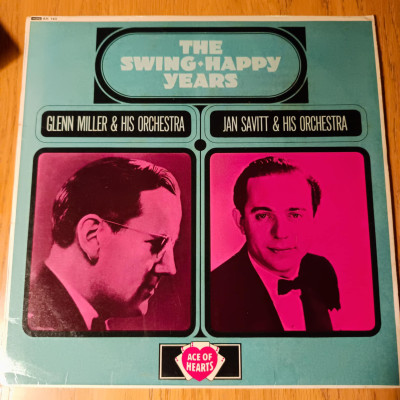 THE
SWING-HAPPY
YEARS
GLENN MILLER & HIS ORCHESTRA
JAN SAVITT & HIS ORCHESTRA
ACE OF
HEARTS